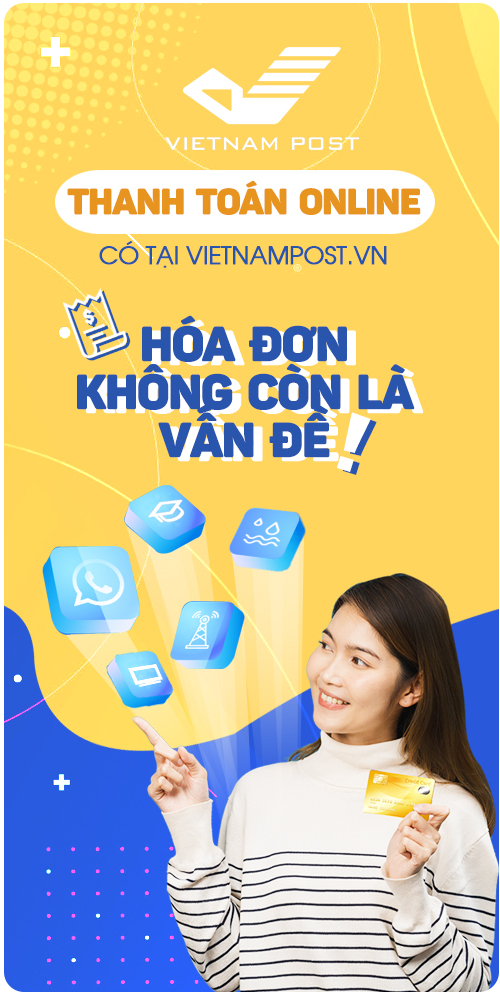 VIETNAM POST
THANH TOÁN ONLINE
CÓ TẠI VIETNAMPOST.VN
$
HÓA ĐƠN
KHÔNG CÒN LÀ
VẤN ĐỀ!